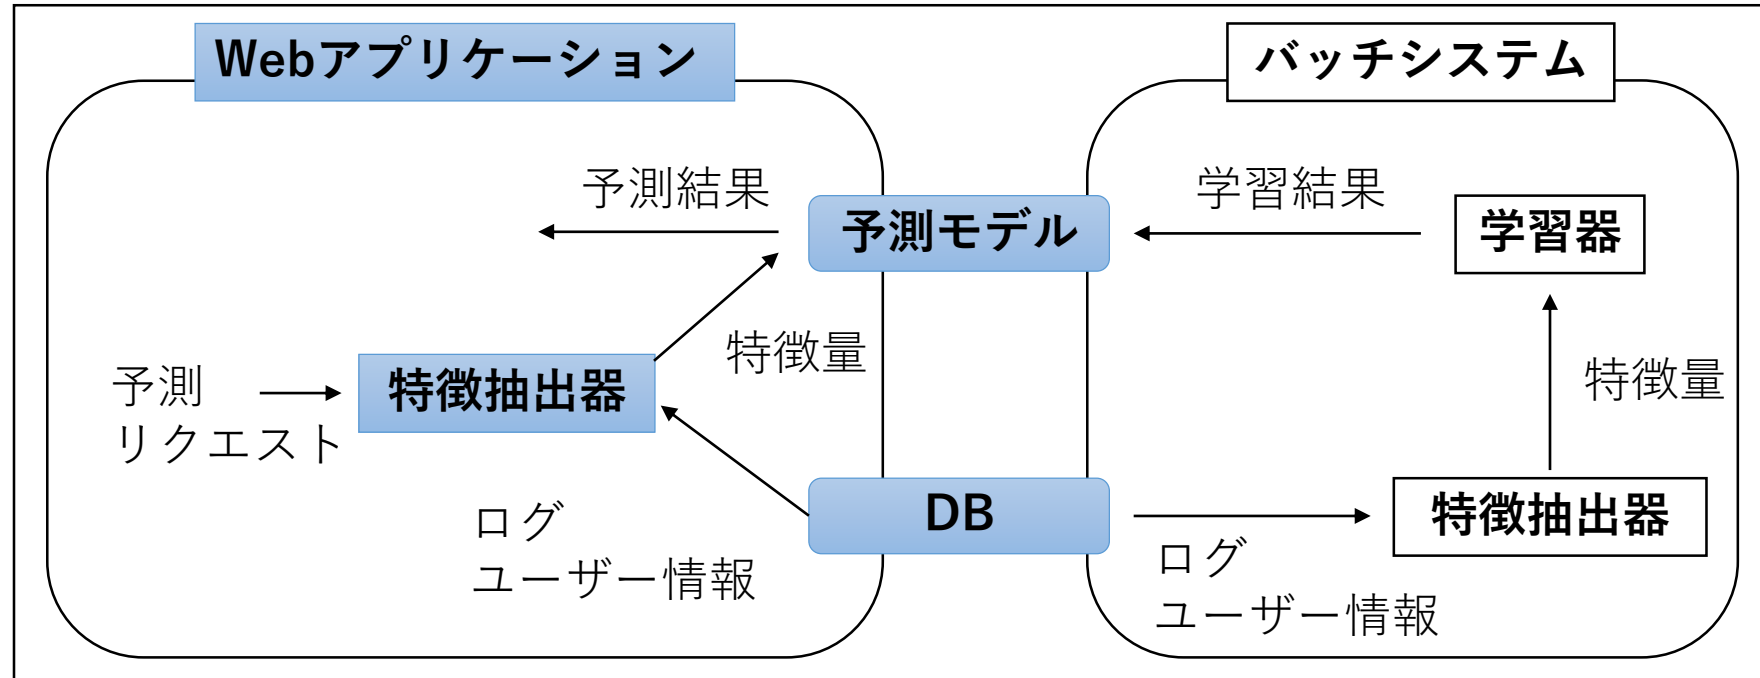 Webアプリケーション
バッチシステム
予測結果
予測モデル
学習結果
学習器
特徴量
予測
リクエスト
特徴抽出器
特徴量
ログ
ユーザー情報
DB
ログ
ユーザー情報
特徴抽出器